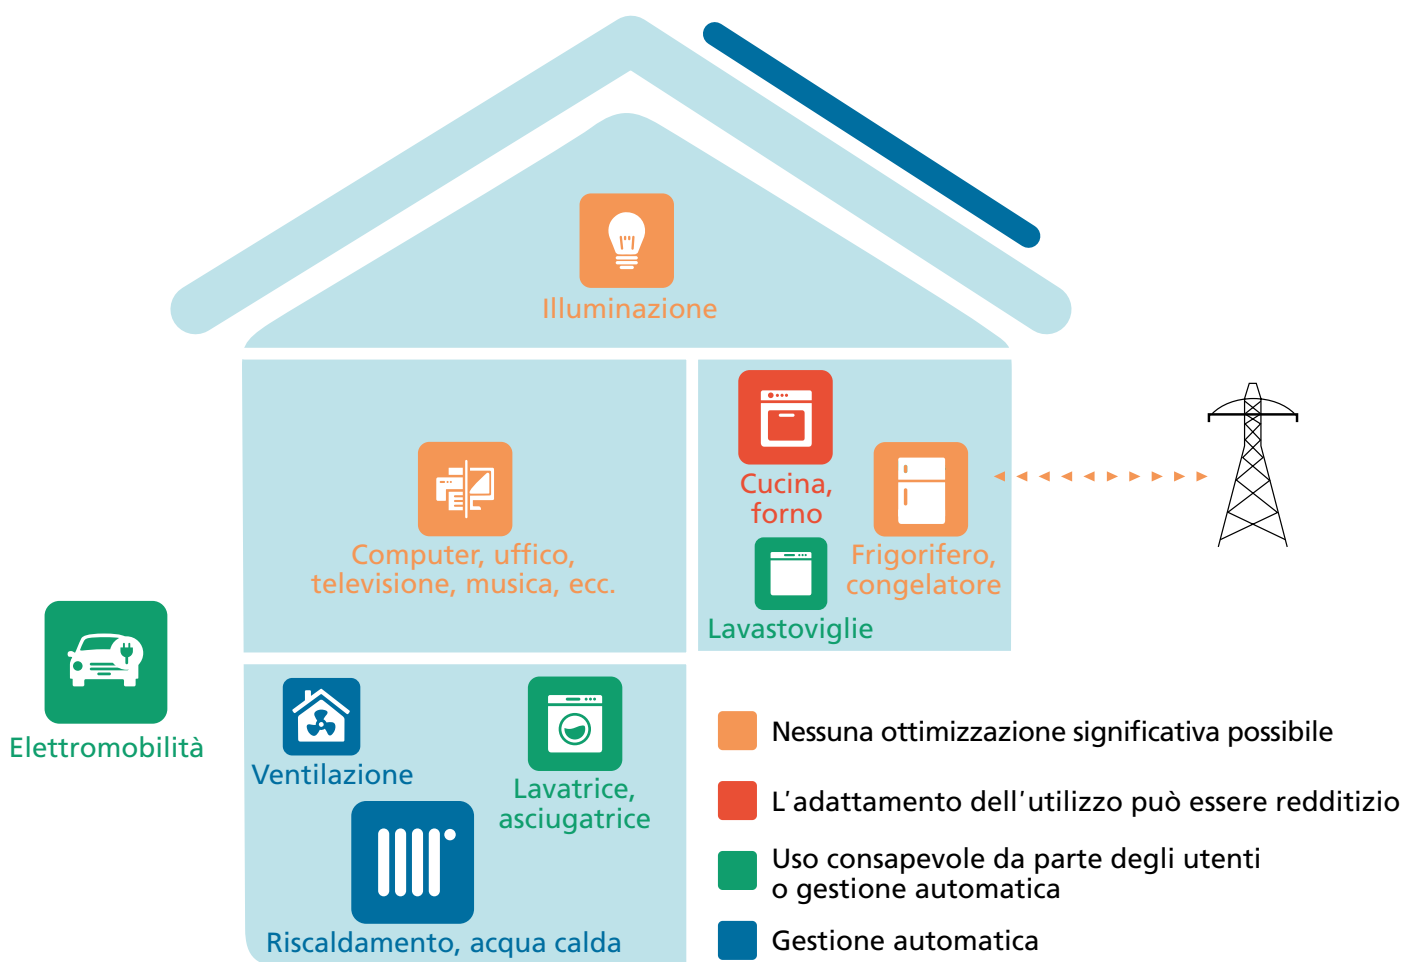 Illuminazione
Computer, uffico,
televisione, musica, ecc.
Cucina,
forno
Frigorifero,
congelatore
Lavastoviglie
Elettromobilità
Ventilazione
Lavatrice,
asciugatrice
Riscaldamento, acqua calda
Nessuna ottimizzazione significativa possibile
L'adattamento dell'utilizzo può essere redditizio
Uso consapevole da parte degli utenti
o gestione automatica
Gestione automatica